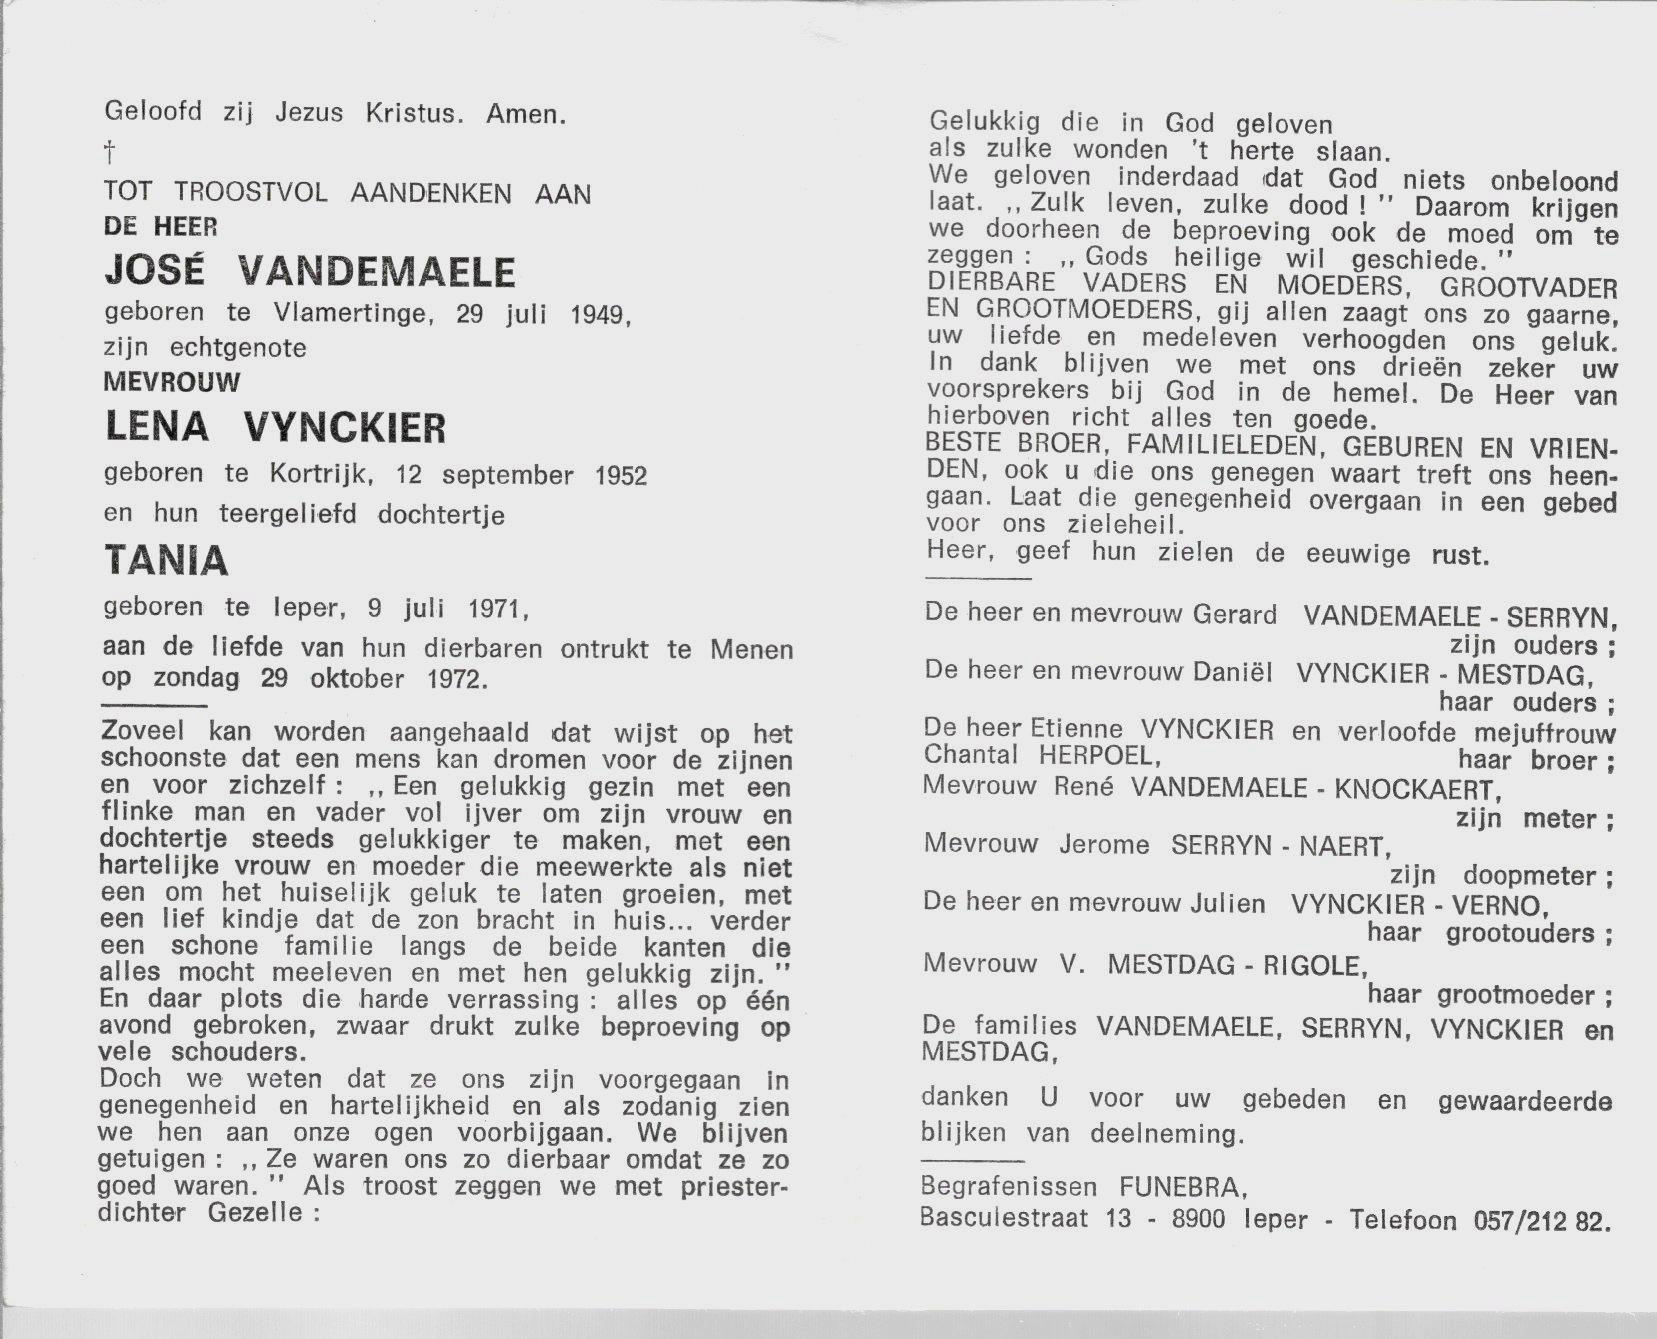 Geloofd zij Jezus Kristus. Amen.
†
TOT TROOSTVOL AANDENKEN AAN
DE HEER
JOSÉ VANDEMAELE
geboren te Vlamertinge, 29 juli 1949,
zijn echtgenote
MEVROUW
LENA VYNCKIER
geboren te Kortrijk, 12 september 1952
en hun teergeliefd dochtertje
TANIA
geboren te Ieper, 9 juli 1971,
aan de liefde van hun dierbaren ontrukt te Menen
op zondag 29 oktober 1972.
Zoveel kan worden aangehaald dat wijst op het
schoonste dat een mens kan dromen voor de zijnen
en voor zichzelf : ,, Een gelukkig gezin met een
flinke man en vader vol ijver om zijn vrouw en
dochtertje steeds gelukkiger te maken, met een
hartelijke vrouw en moeder die meewerkte als niet
een om het huiselijk geluk te laten groeien, met
een lief kindje dat de zon bracht in huis... verder
een schone familie langs de beide kanten die
alles mocht meeleven en met hen gelukkig zijn. ''
En daar plots die harde verrassing : alles op één
avond gebroken, zwaar drukt zulke beproeving op
vele schouders.
Doch we weten dat ze ons zijn voorgegaan in
genegenheid en hartelijkheid en als zodanig zien
we hen aan onze ogen voorbijgaan. We blijven
getuigen : ,, Ze waren ons zo dierbaar omdat ze zo
goed waren. '' Als troost zeggen we met priester-
dichter Gezelle :
Gelukkig die in God geloven
als zulke wonden 't herte slaan.
We geloven inderdaad dat God niets onbeloond
laat. ,, Zulk leven, zulke dood ! '' Daarom krijgen
we doorheen de beproeving ook de moed om te
zeggen : ,, Gods heilige wil geschiede. ''
DIERBARE VADERS EN MOEDERS, GROOTVADER
EN GROOTMOEDERS, gij allen zaagt ons zo gaarne,
uw liefde en medeleven verhoogden ons geluk.
In dank blijven we met ons drieën zeker uw
voorsprekers bij God in de hemel. De Heer van
hierboven richt alles ten goede.
BESTE BROER, FAMILIELEDEN, GEBUREN EN VRIEN-
DEN, ook u die ons genegen waart treft ons heen-
gaan. Laat die genegenheid overgaan in een gebed
voor ons zieleheil.
Heer, geef hun zielen de eeuwige rust.
De heer en mevrouw Gerard VANDEMAELE - SERRYN,
zijn ouders ;
De heer en mevrouw Daniël VYNCKIER - MESTDAG,
haar ouders ;
De heer Etienne VYNCKIER en verloofde mejuffrouw
Chantal HERPOEL, haar broer ;
Mevrouw René VANDEMAELE - KNOCKAERT,
zijn meter ;
Mevrouw Jerome SERRYN - NAERT,
zijn doopmeter ;
De heer en mevrouw Julien VYNCKIER - VERNO,
haar grootouders ;
Mevrouw V. MESTDAG - RIGOLE,
haar grootmoeder ;
De families VANDEMAELE, SERRYN, VYNCKIER en
MESTDAG,
danken U voor uw gebeden en gewaardeerde
blijken van deelneming.
Begrafenissen FUNEBRA,
Basculestraat 13 - 8900 Ieper - Telefoon 057/212 82.